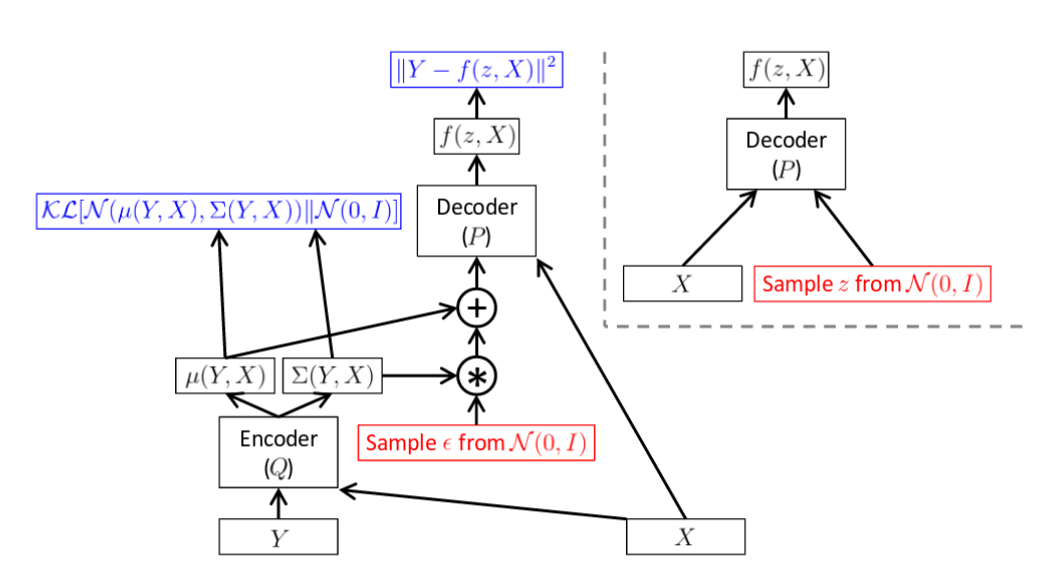 ‖Y − f(z, X)‖²
f(z, X)
Decoder
(P)
𝒦ℒ[𝒩(μ(Y, X), Σ(Y, X))‖𝒩(0, I)]
+
μ(Y, X)
Σ(Y, X)
*
Encoder
(Q)
Sample ϵ from 𝒩(0, I)
Y
X
f(z, X)
Decoder
(P)
X
Sample z from 𝒩(0, I)